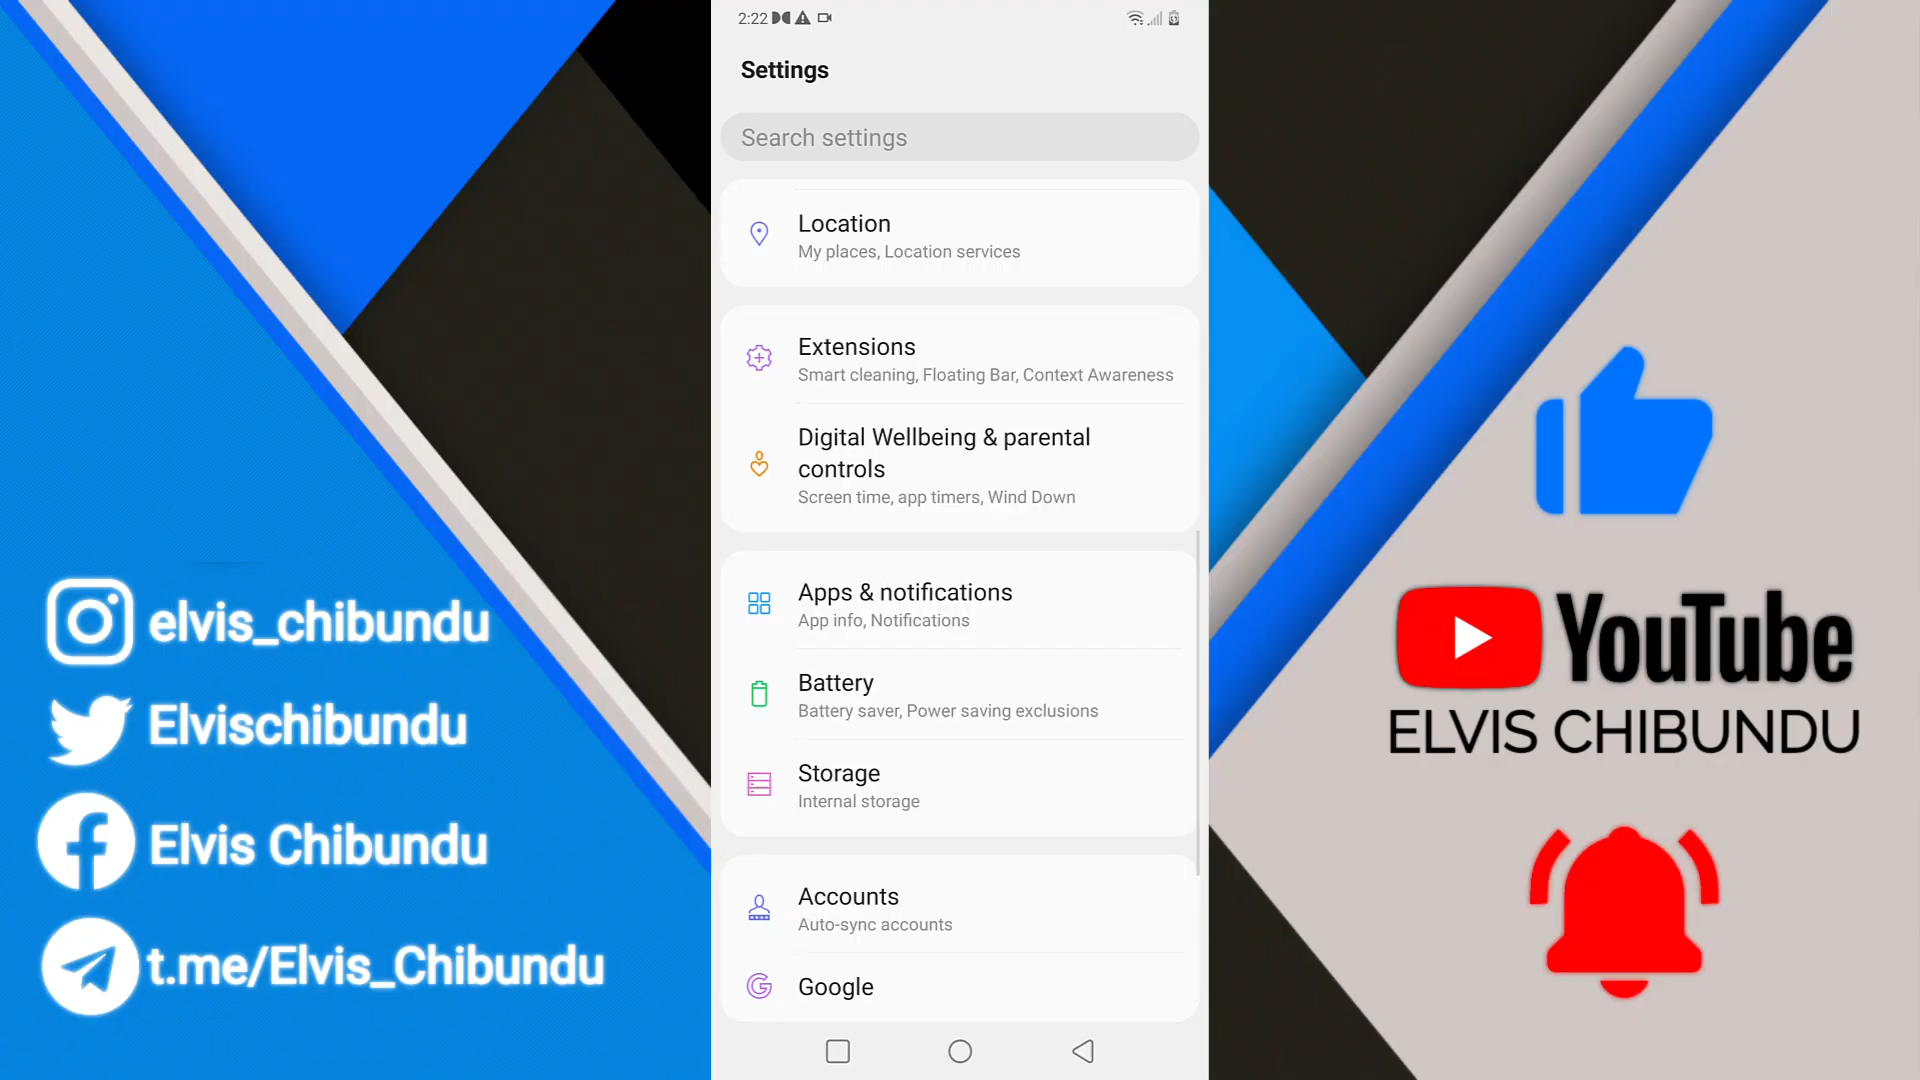 2:22
Settings
Search settings
Location
My places, Location services
Extensions
Smart cleaning, Floating Bar, Context Awareness
Digital Wellbeing & parental
controls
Screen time, app timers, Wind Down
Apps & notifications
App info, Notifications
Battery
Battery saver, Power saving exclusions
Storage
Internal storage
Accounts
Auto-sync accounts
Google
elvis_chibundu
Elvischibundu
Elvis Chibundu
t.me/Elvis_Chibundu
YouTube
ELVIS CHIBUNDU